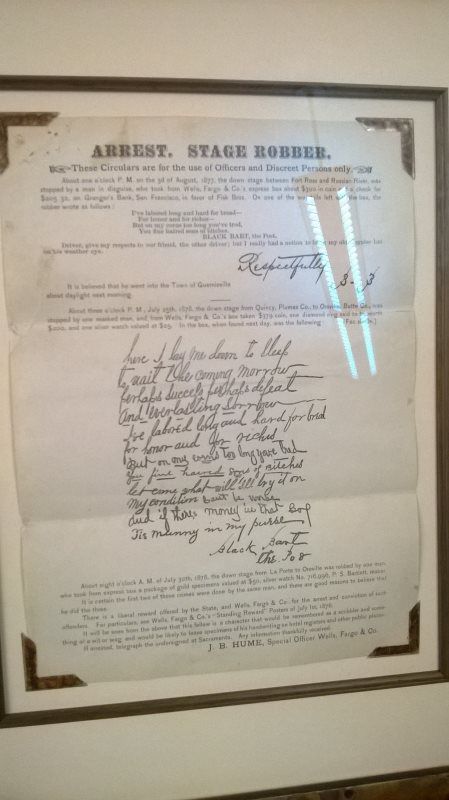 ARREST. STAGE ROBBER.
These Circulars are for the use of Officers and Discreet Persons only.
About one o'clock P. M. on the 3d of August, 1877, the down stage between Fort Ross and Russian River, was
stopped by a man in disguise, who took from Wells, Fargo & Co's express box about $300 in coin and a check for
$205 52, on Granger's Bank, San Francisco, in favor of Fisk Bros. On one of the left in the box, the
robber wrote as follows:
I've labored long and hard for bread—
For honor and for riches—
But on my corns too long you've tred,
You fine haired sons of bitches.
BLACK BART, the Poet.
Driver, give my respects to our friend, the other driver; but I really had a notion to my old hat
on his weather eye.
Respectfully
It is believed that he went into the Town of Guerneville
about daylight next morning.
About three o'clock P. M., July 25th, 1878, the down stage from Quincy, Plumas Co., to Oroville, Butte Co., was
stopped by one masked man, and from Wells, Fargo & Co.'s box taken $379 coin, one diamond ring said to be worth
$200, and one silver watch valued at $25. In the box, when found next day, was the following:
here I lay me down to Sleep
to wait the coming Morrow
perhaps success perhaps defeat
And everlasting Sorrow
I've labored long and hard for bred
for honor and for riches
But on my corns too long youve tred
You fine haired sons of Bitches
let come what will I'll try it on
My condition can't be worse
and if theres money in that Box
Tis munny in my purse
Black Bart
the Po8
About eight o'clock A. M. of July 30th, 1878, the down stage from La Porte to Oroville was robbed by one man,
who took from express box a package of gold specimens valued at $50, silver watch No. 716,996, P. S. Bartlett, maker.
It is certain the first two of these crimes were done by the same man, and there are good reasons to believe that
he did the three.
There is a liberal reward offered by the State, and Wells, Fargo & Co. for the arrest and conviction of such
offenders. For particulars, see Wells, Fargo & Co's "Standing Reward" Posters of July 1st, 1876.
It will be seen from the above that this fellow is a character that would be remembered as a scribbler and something
of a wit or wag, and would be likely to leave specimens of his handwriting on hotel registers and other public places.
If arrested, telegraph the undersigned at Sacramento. Any information thankfully received.
J. B. HUME, Special Officer Wells, Fargo & Co.